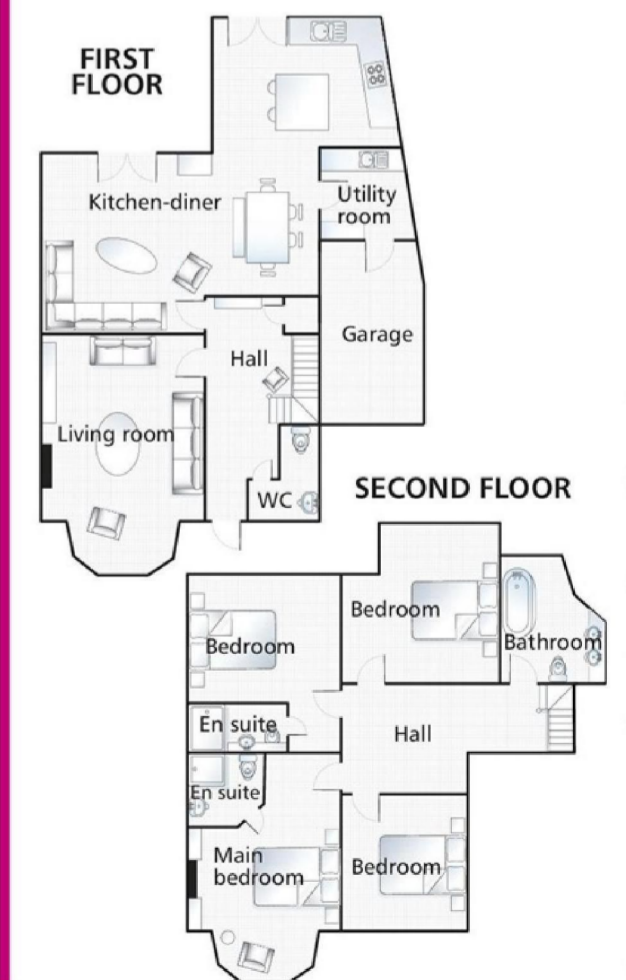 FIRST
FLOOR
Kitchen-diner
Utility
room
Garage
Hall
Living room
WC
SECOND FLOOR
Bedroom
Bedroom
Bathroom
En suite
Hall
En suite
Main
bedroom
Bedroom